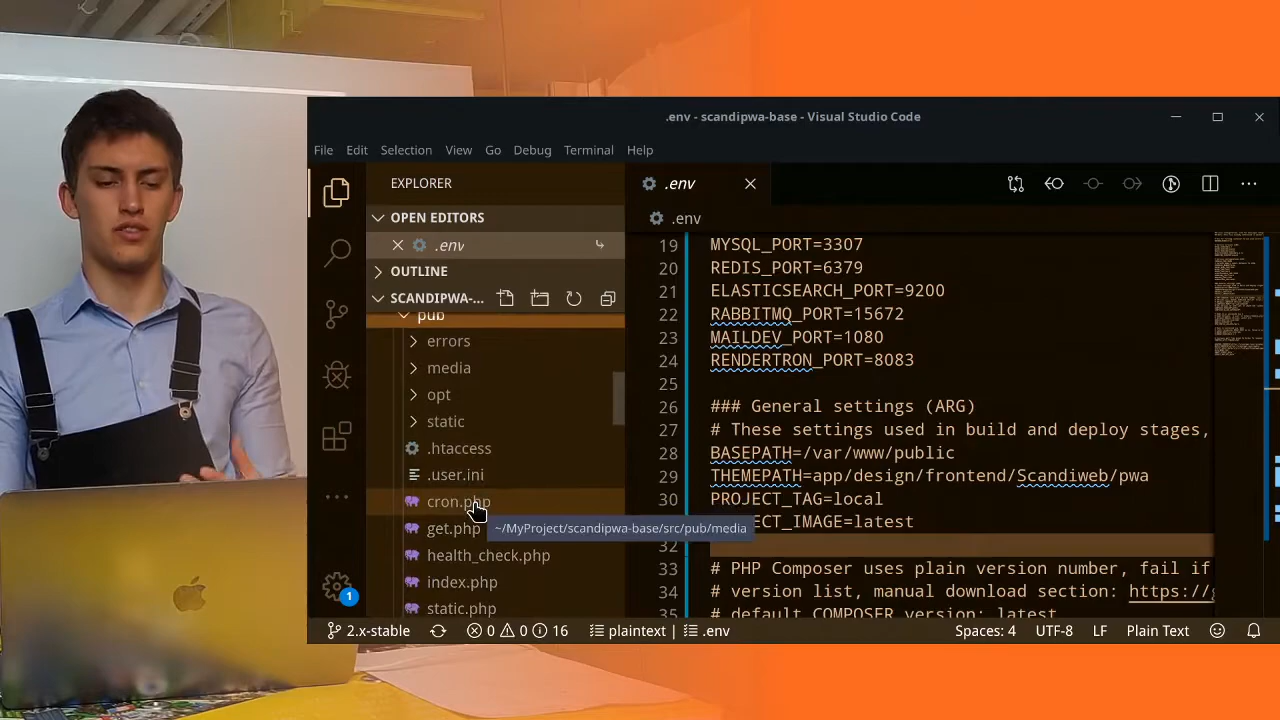 .env - scandipwa-base - Visual Studio Code
File Edit Selection View Go Debug Terminal Help
EXPLORER
.env
OPEN EDITORS
.env
.env
OUTLINE
SCANDIPWA-...
pub
errors
media
opt
static
.htaccess
.user.ini
cron.php
get.php
~/MyProject/scandipwa-base/src/pub/media
health_check.php
index.php
static.php
19 MYSQL_PORT=3307
20 REDIS_PORT=6379
21 ELASTICSEARCH_PORT=9200
22 RABBITMQ_PORT=15672
23 MAILDEV_PORT=1080
24 RENDERTRON_PORT=8083
25
26 ### General settings (ARG)
27 # These settings used in build and deploy stages,
28 BASEPATH=/var/www/public
29 THEMEPATH=app/design/frontend/Scandiweb/pwa
30 PROJECT_TAG=local
ECT_IMAGE=latest
32
33 # PHP Composer uses plain version number, fail if
34 # version list, manual download section: https://g
35 # default COMPOSER version: latest
1
2.x-stable 0 0 16 plaintext | .env Spaces: 4 UTF-8 LF Plain Text